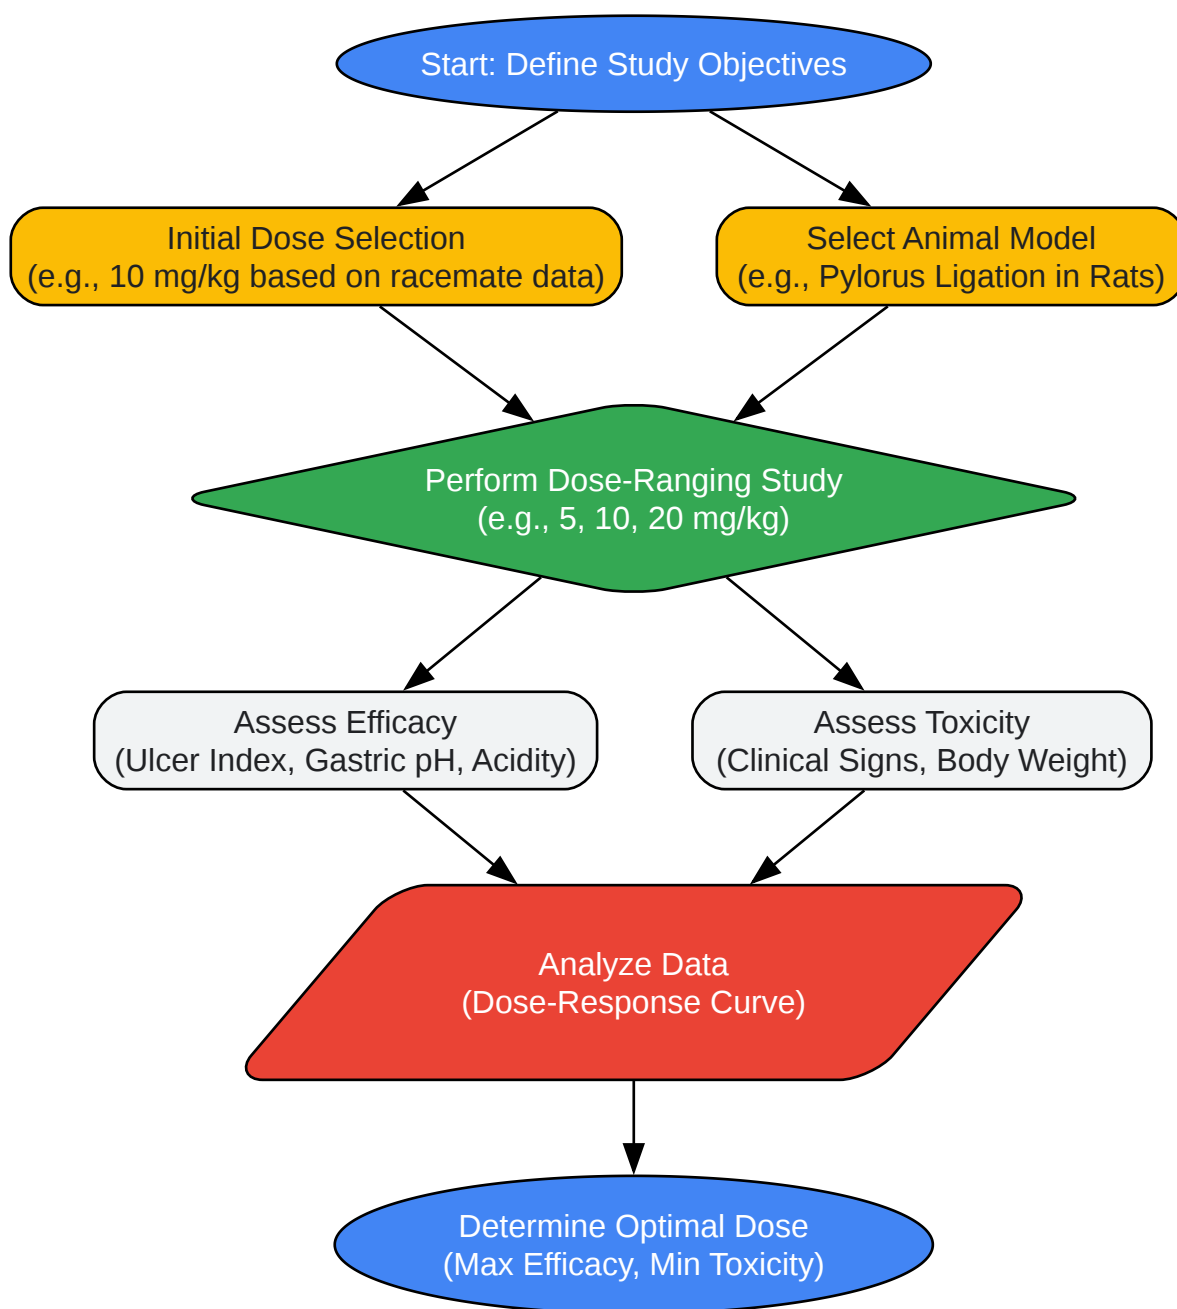 Start: Define Study Objectives
Initial Dose Selection
(e.g., 10 mg/kg based on racemate data)
Select Animal Model
(e.g., Pylorus Ligation in Rats)
Perform Dose-Ranging Study
(e.g., 5, 10, 20 mg/kg)
Assess Efficacy
(Ulcer Index, Gastric pH, Acidity)
Assess Toxicity
(Clinical Signs, Body Weight)
Analyze Data
(Dose-Response Curve)
Determine Optimal Dose
(Max Efficacy, Min Toxicity)